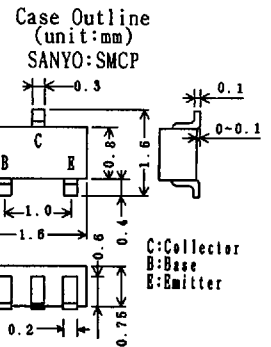 Case Outline
(unit:mm)
SANYO:SMCP
0.3
0.1
C
0.8
1.6
0~0.1
B
E
1.0
0.4
1.6
C:Collector
B:Base
E:Emitter
0.6
0.2
0.75